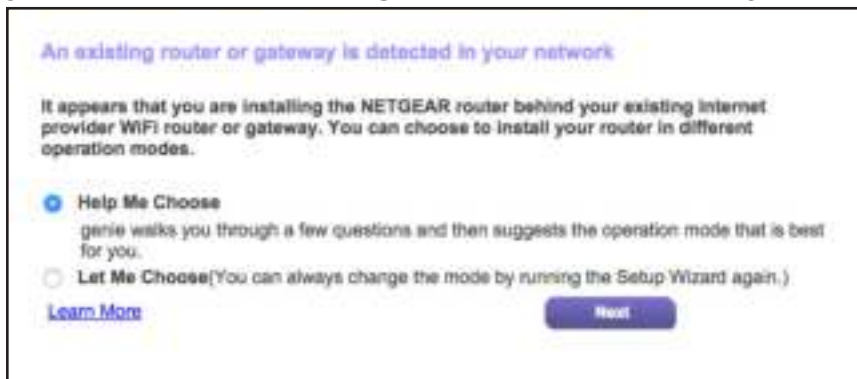 An existing router or gateway is detected in your network
It appears that you are installing the NETGEAR router behind your existing Internet
provider WiFi router or gateway. You can choose to install your router in different
operation modes.
Help Me Choose
genie walks you through a few questions and then suggests the operation mode that is best
for you.
Let Me Choose(You can always change the mode by running the Setup Wizard again.)
Learn More
Next